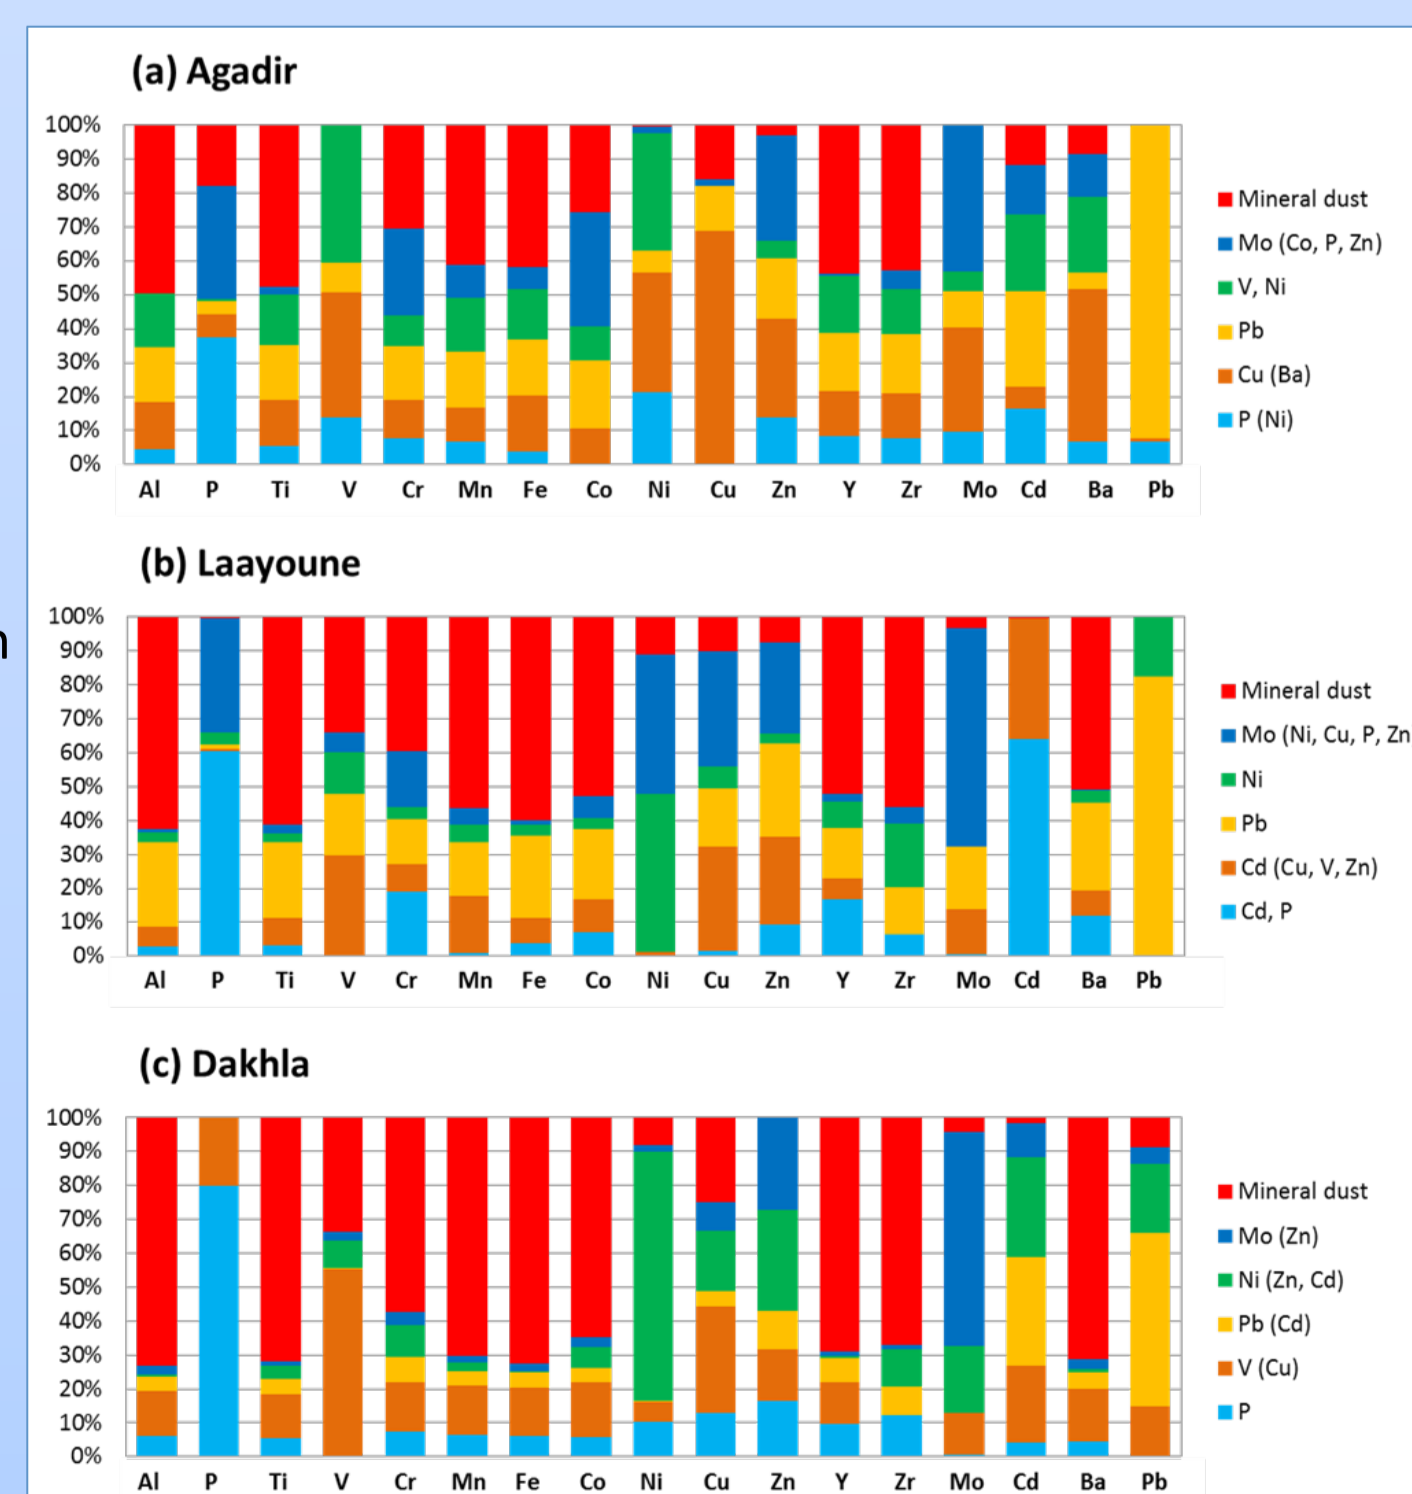 (a) Agadir
100%
90%
80%
70%
60%
50%
40%
30%
20%
10%
0%
Al P Ti V Cr Mn Fe Co Ni Cu Zn Y Zr Mo Cd Ba Pb
Mineral dust
Mo (Co, P, Zn)
V, Ni
Pb
Cu (Ba)
P (Ni)
(b) Laayoune
n
100%
90%
80%
70%
60%
50%
40%
30%
20%
10%
0%
Al P Ti V Cr Mn Fe Co Ni Cu Zn Y Zr Mo Cd Ba Pb
Mineral dust
Mo (Ni, Cu, P, Zn
Ni
Pb
Cd (Cu, V, Zn)
Cd, P
(c) Dakhla
100%
90%
80%
70%
60%
50%
40%
30%
20%
10%
0%
Al P Ti V Cr Mn Fe Co Ni Cu Zn Y Zr Mo Cd Ba Pb
Mineral dust
Mo (Zn)
Ni (Zn, Cd)
Pb (Cd)
V (Cu)
P